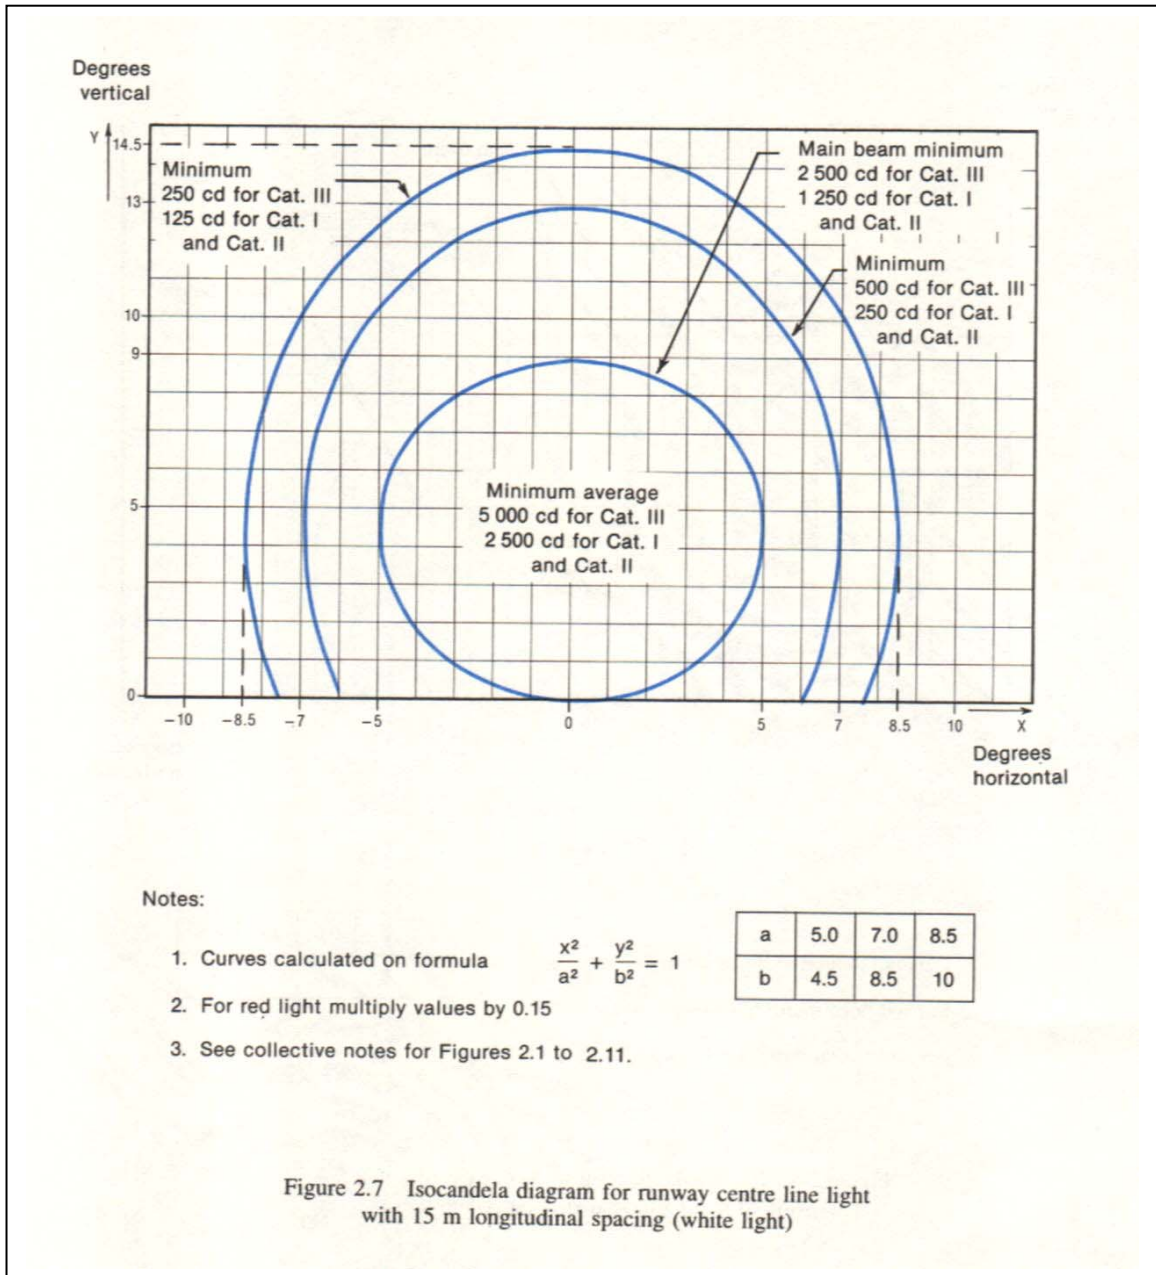 Degrees
vertical
Y
14.5
Minimum
250 cd for Cat. III
125 cd for Cat. I
and Cat. II
Main beam minimum
2 500 cd for Cat. III
1 250 cd for Cat. I
and Cat. II
Minimum
500 cd for Cat. III
250 cd for Cat. I
and Cat. II
13
10
9
Minimum average
5 000 cd for Cat. III
2 500 cd for Cat. I
and Cat. II
5
0
−10 −8.5 −7 −5 0 5 7 8.5 10 X
Degrees
horizontal
Notes:
1. Curves calculated on formula x²/a² + y²/b² = 1
2. For red light multiply values by 0.15
3. See collective notes for Figures 2.1 to 2.11.
a 5.0 7.0 8.5
b 4.5 8.5 10
Figure 2.7 Isocandela diagram for runway centre line light
with 15 m longitudinal spacing (white light)